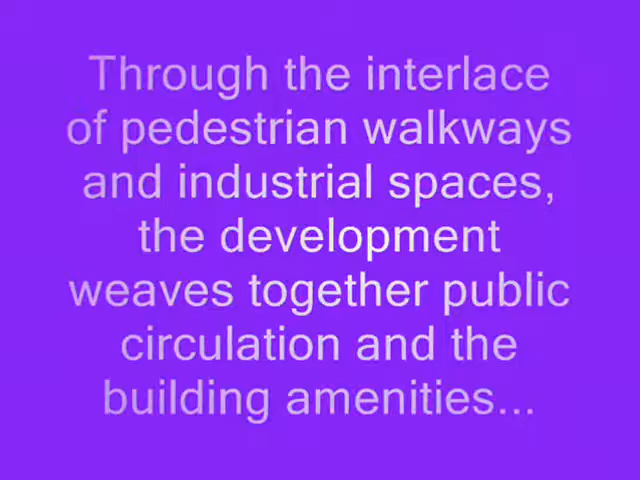 Through the interlace
of pedestrian walkways
and industrial spaces,
the development
weaves together public
circulation and the
building amenities...